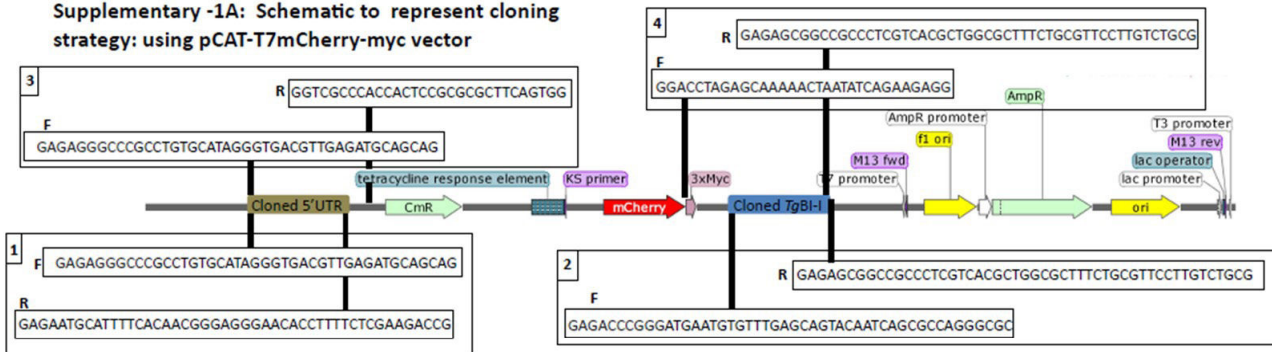 Supplementary -1A: Schematic to represent cloning
strategy: using pCAT-T7mCherry-myc vector
4
R GAGAGCGGCCGCCCTCGTCACGCTGGCGCTTTCTGCGTTCCTTGTCTGCG
F
GGACCTAGAGCAAAAACTAATATCAGAAGAGG
3
R GGTCGCCCACCACTCCGCGCGCTTCAGTGG
F
GAGAGGGCCCGCCTGTGCATAGGGTGACGTTGAGATGCAGCAG
AmpR
AmpR promoter
T3 promoter
f1 ori
M13 rev
M13 fwd
lac operator
tetracycline response element
KS primer
3xMyc
T7 promoter
lac promoter
Cloned 5'UTR
CmR
mCherry
Cloned TgBI-I
ori
1
F GAGAGGGCCCGCCTGTGCATAGGGTGACGTTGAGATGCAGCAG
R
GAGAATGCATTTTCACAACGGGAGGGAACACCTTTTCTCGAAGACCG
2
R GAGAGCGGCCGCCCTCGTCACGCTGGCGCTTTCTGCGTTCCTTGTCTGCG
F
GAGACCCGGGATGAATGTGTTTGAGCAGTACAATCAGCGCCAGGGCGC